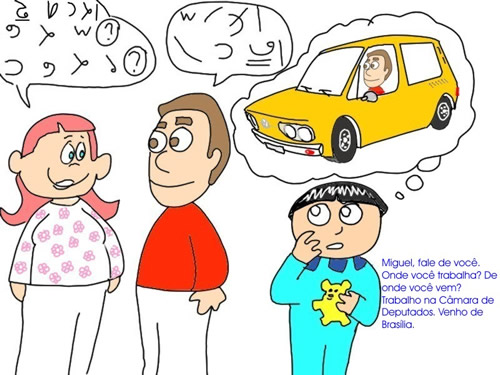 Miguel, fale de você.
Onde você trabalha? De
onde você vem?
Trabalho na Câmara de
Deputados. Venho de
Brasília.